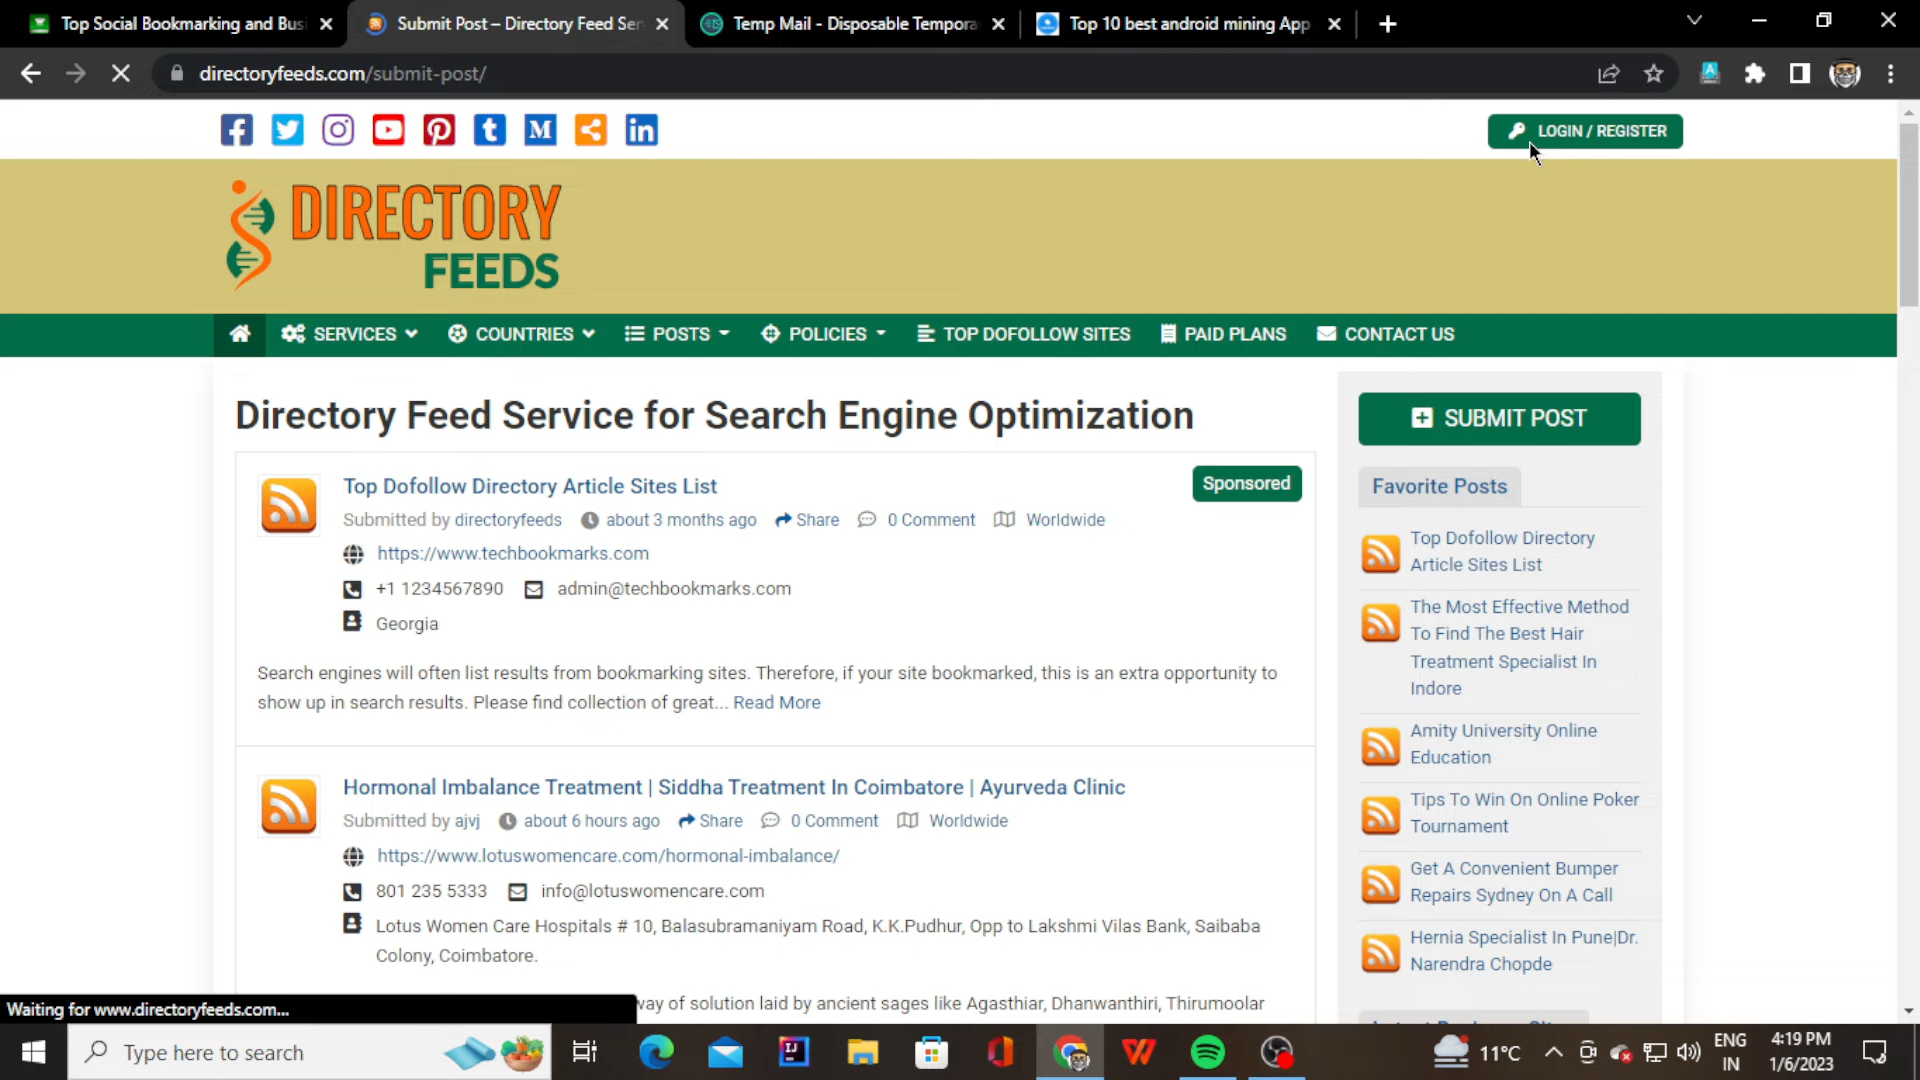 Top Social Bookmarking and Busi
Submit Post – Directory Feed Ser
Temp Mail - Disposable Tempora
Top 10 best android mining App
directoryfeeds.com/submit-post/
LOGIN / REGISTER
DIRECTORY
FEEDS
SERVICES
COUNTRIES
POSTS
POLICIES
TOP DOFOLLOW SITES
PAID PLANS
CONTACT US
Directory Feed Service for Search Engine Optimization
Top Dofollow Directory Article Sites List
Sponsored
Submitted by directoryfeeds about 3 months ago Share 0 Comment Worldwide
https://www.techbookmarks.com
+1 1234567890 admin@techbookmarks.com
Georgia
Search engines will often list results from bookmarking sites. Therefore, if your site bookmarked, this is an extra opportunity to
show up in search results. Please find collection of great... Read More
Hormonal Imbalance Treatment | Siddha Treatment In Coimbatore | Ayurveda Clinic
Submitted by ajvj about 6 hours ago Share 0 Comment Worldwide
https://www.lotuswomencare.com/hormonal-imbalance/
801 235 5333 info@lotuswomencare.com
Lotus Women Care Hospitals # 10, Balasubramaniyam Road, K.K.Pudhur, Opp to Lakshmi Vilas Bank, Saibaba
Colony, Coimbatore.
way of solution laid by ancient sages like Agasthiar, Dhanwanthiri, Thirumoolar
SUBMIT POST
Favorite Posts
Top Dofollow Directory
Article Sites List
The Most Effective Method
To Find The Best Hair
Treatment Specialist In
Indore
Amity University Online
Education
Tips To Win On Online Poker
Tournament
Get A Convenient Bumper
Repairs Sydney On A Call
Hernia Specialist In Pune|Dr.
Narendra Chopde
Waiting for www.directoryfeeds.com...
Type here to search
11°C
ENG
IN
4:19 PM
1/6/2023